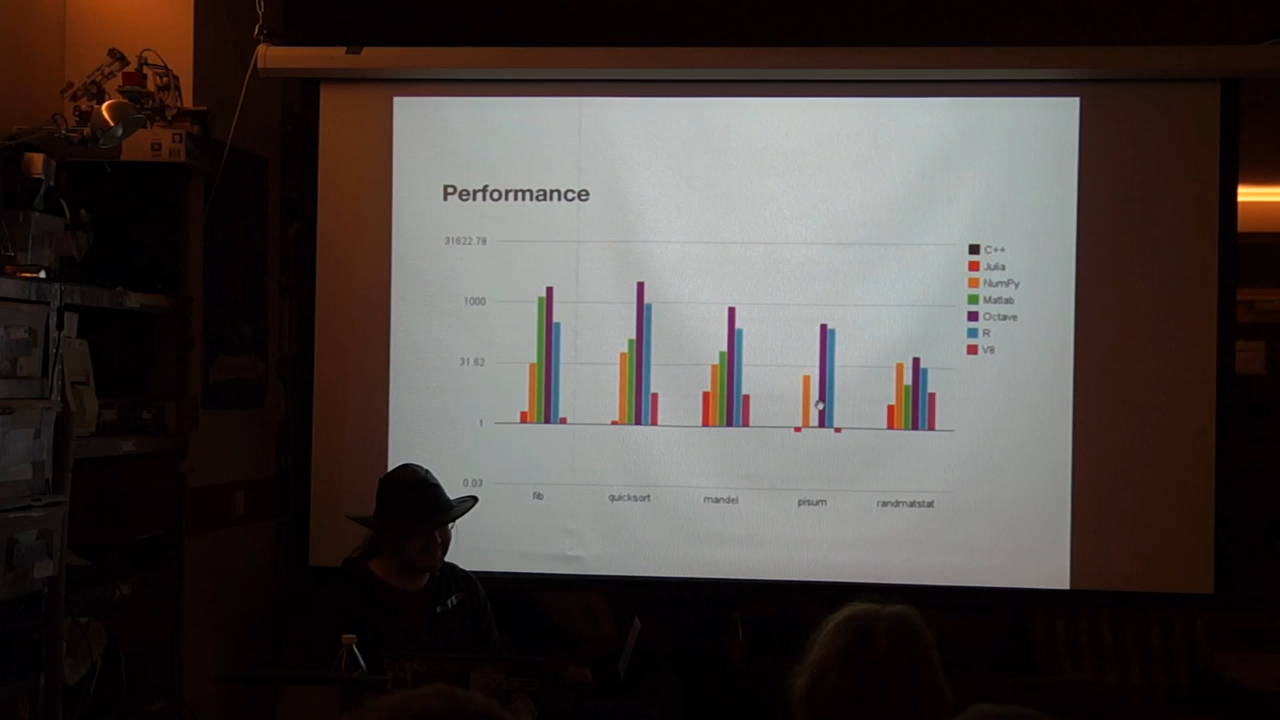 Performance
31622.78
1000
31.62
1
0.03
fib
quicksort
mandel
pisum
randmatstat
C++
Julia
NumPy
Matlab
Octave
R
V8